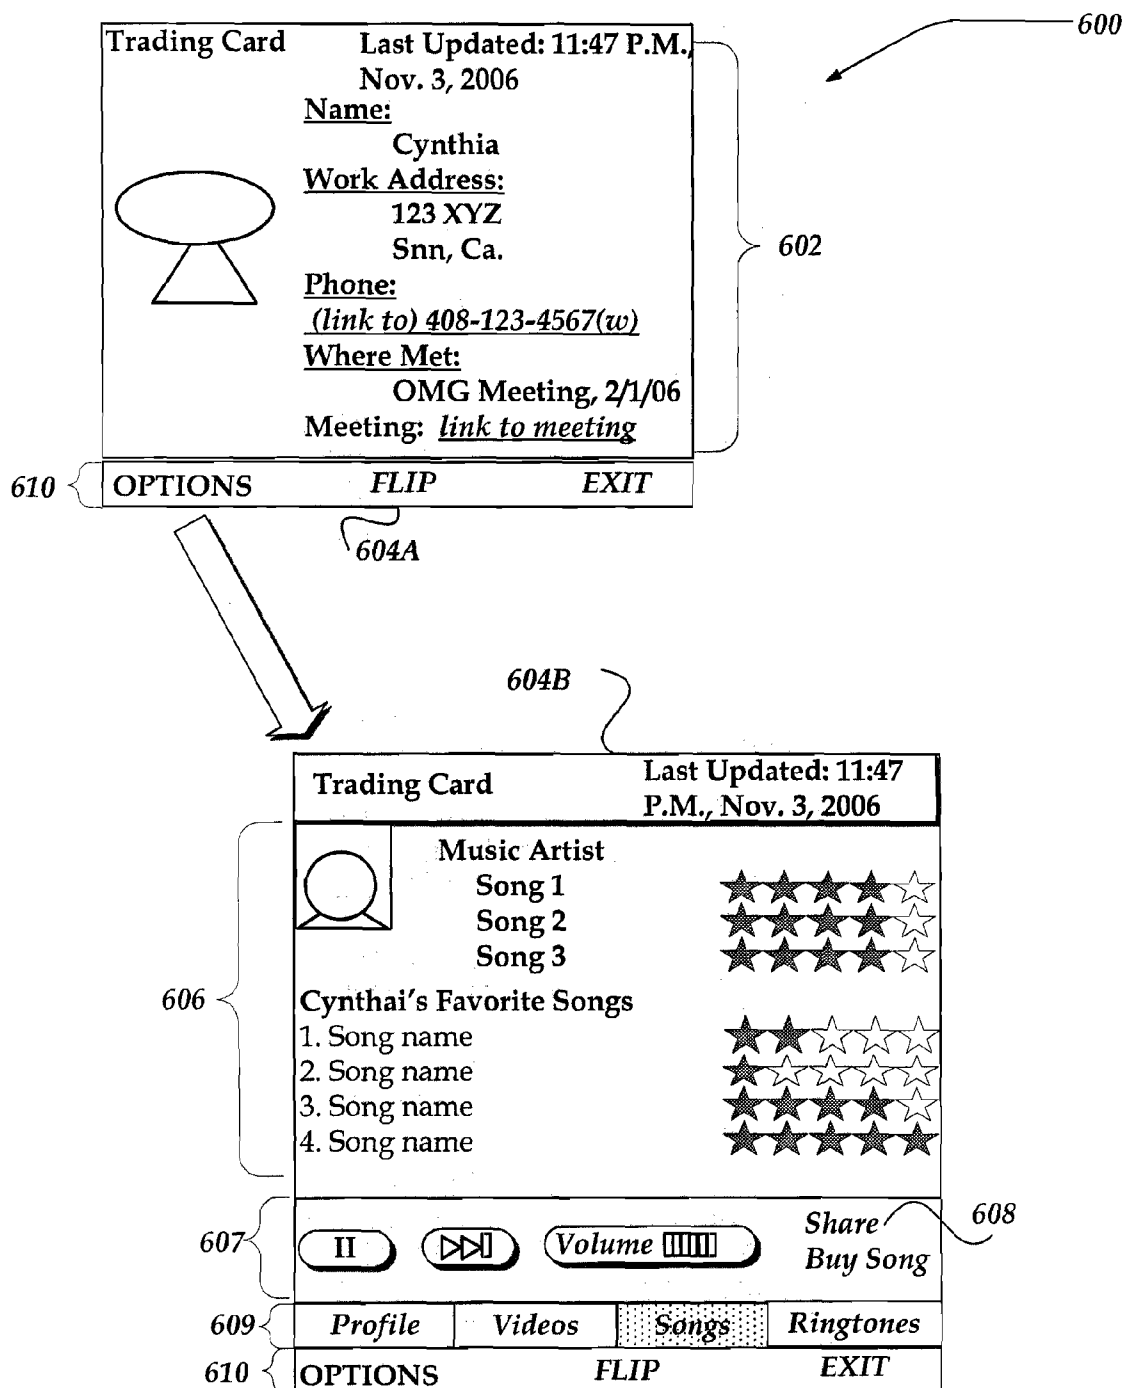 600
Trading Card
Last Updated: 11:47 P.M.,
Nov. 3, 2006
Name:
Cynthia
Work Address:
123 XYZ
Snn, Ca.
602
Phone:
(link to) 408-123-4567(w)
Where Met:
OMG Meeting, 2/1/06
Meeting: link to meeting
610
OPTIONS FLIP EXIT
604A
604B
Trading Card
Last Updated: 11:47
P.M., Nov. 3, 2006
Music Artist
Song 1
Song 2
Song 3
606
Cynthai's Favorite Songs
1. Song name
2. Song name
3. Song name
4. Song name
607
Volume
Share
608
Buy Song
609
Profile Videos Songs Ringtones
610
OPTIONS FLIP EXIT